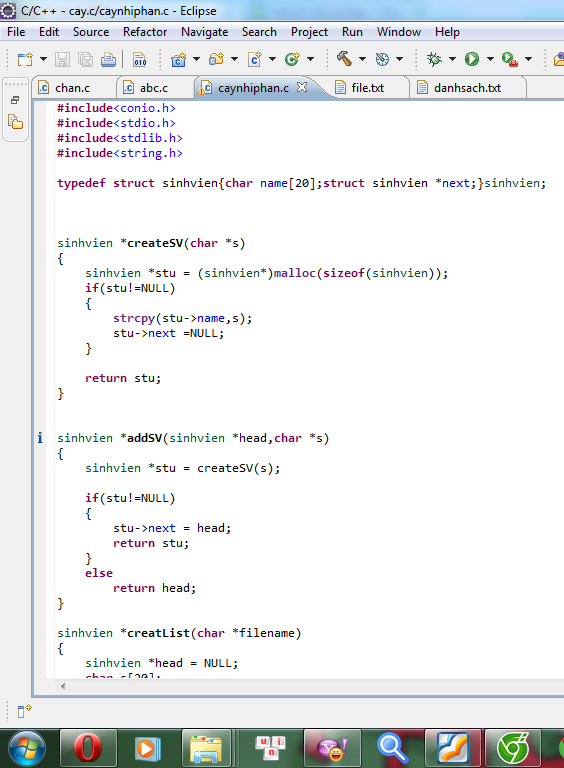 C/C++ - cay.c/caynhiphan.c - Eclipse
File Edit Source Refactor Navigate Search Project Run Window Help
010
chan.c abc.c caynhiphan.c file.txt danhsach.txt
#include<conio.h>
#include<stdio.h>
#include<stdlib.h>
#include<string.h>
typedef struct sinhvien{char name[20];struct sinhvien *next;}sinhvien;
sinhvien *createSV(char *s)
{
sinhvien *stu = (sinhvien*)malloc(sizeof(sinhvien));
if(stu!=NULL)
{
strcpy(stu->name,s);
stu->next =NULL;
}
return stu;
}
sinhvien *addSV(sinhvien *head,char *s)
{
sinhvien *stu = createSV(s);
if(stu!=NULL)
{
stu->next = head;
return stu;
}
else
return head;
}
sinhvien *creatList(char *filename)
{
sinhvien *head = NULL;
char s[20];